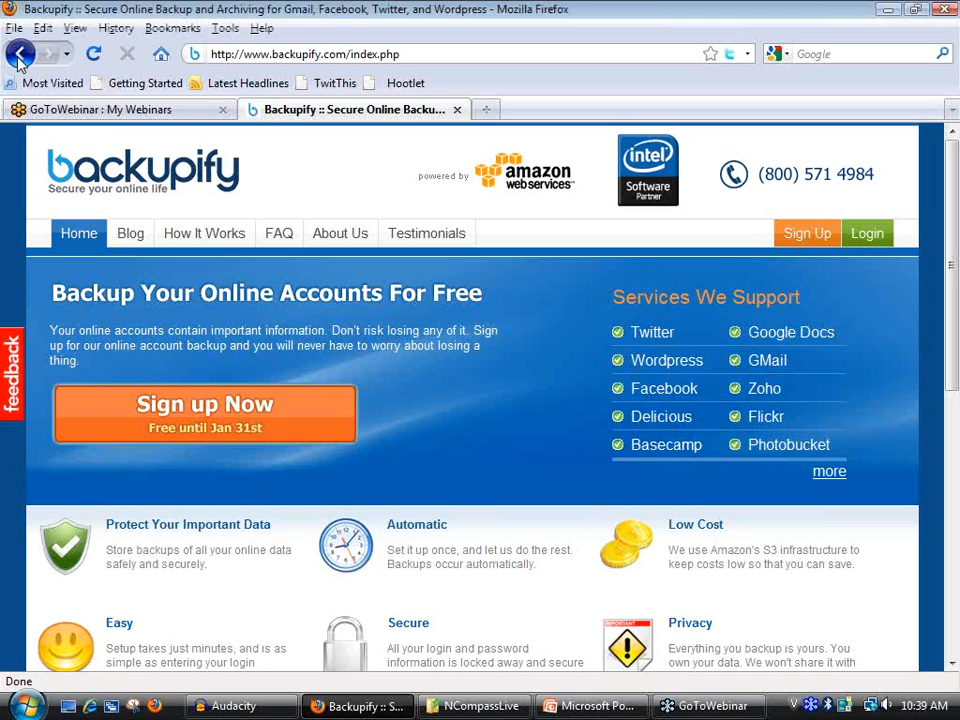 Backupify :: Secure Online Backup and Archiving for Gmail, Facebook, Twitter, and Wordpress - Mozilla Firefox
File Edit View History Bookmarks Tools Help
http://www.backupify.com/index.php
Google
Most Visited Getting Started Latest Headlines TwitThis Hootlet
GoToWebinar : My Webinars
Backupify :: Secure Online Backu...
backupify
Secure your online life
powered by amazon webservices™
intel
Software
Partner
(800) 571 4984
Home Blog How It Works FAQ About Us Testimonials
Sign Up Login
feedback
Backup Your Online Accounts For Free
Your online accounts contain important information. Don't risk losing any of it. Sign
up for our online account backup and you will never have to worry about losing a
thing.
Sign up Now
Free until Jan 31st
Services We Support
Twitter Google Docs
Wordpress GMail
Facebook Zoho
Delicious Flickr
Basecamp Photobucket
more
Protect Your Important Data
Store backups of all your online data
safely and securely.
Automatic
Set it up once, and let us do the rest.
Backups occur automatically.
Low Cost
We use Amazon's S3 infrastructure to
keep costs low so that you can save.
Easy
Setup takes just minutes, and is as
simple as entering your login
Secure
All your login and password
information is locked away and secure
IMPORTANT
Privacy
Everything you backup is yours. You
own your data. We won't share it with
Done
Audacity
Backupify :: S...
NCompassLive
Microsoft Po...
GoToWebinar
10:39 AM